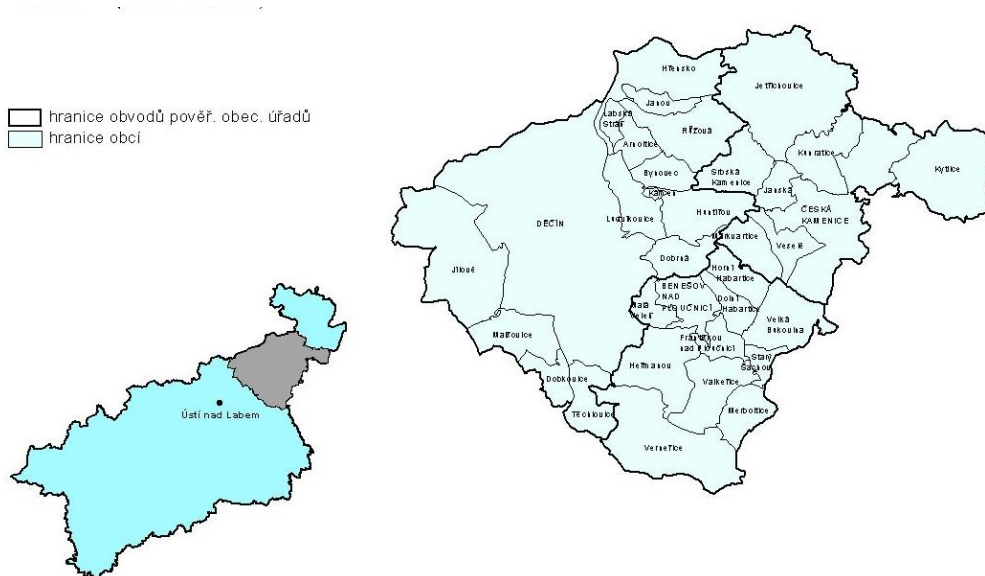 hranice obvodů pověř. obec. úřadů
hranice obcí
Ústí nad Labem
Hřensko
Jetřichovice
Janov
Labská
Stráň
Růžová
Arnoltice
Kunratice
Kytlice
Bynovec
Srbská
Kamenice
Janská
Kámen
ČESKÁ
KAMENICE
DĚČÍN
Ludvíkovice
Huntířov
Markvartice
Veselé
Dobrná
Jílové
Horní
Habartice
BENEŠOV
NAD
PLOUČNICÍ
Dolní
Habartice
Malá
Veleň
Velká
Bukovina
Malšovice
Františkov
nad Ploučnicí
Starý
Šachov
Heřmanov
Valkeřice
Dobkovice
Merboltice
Těchlovice
Verneřice